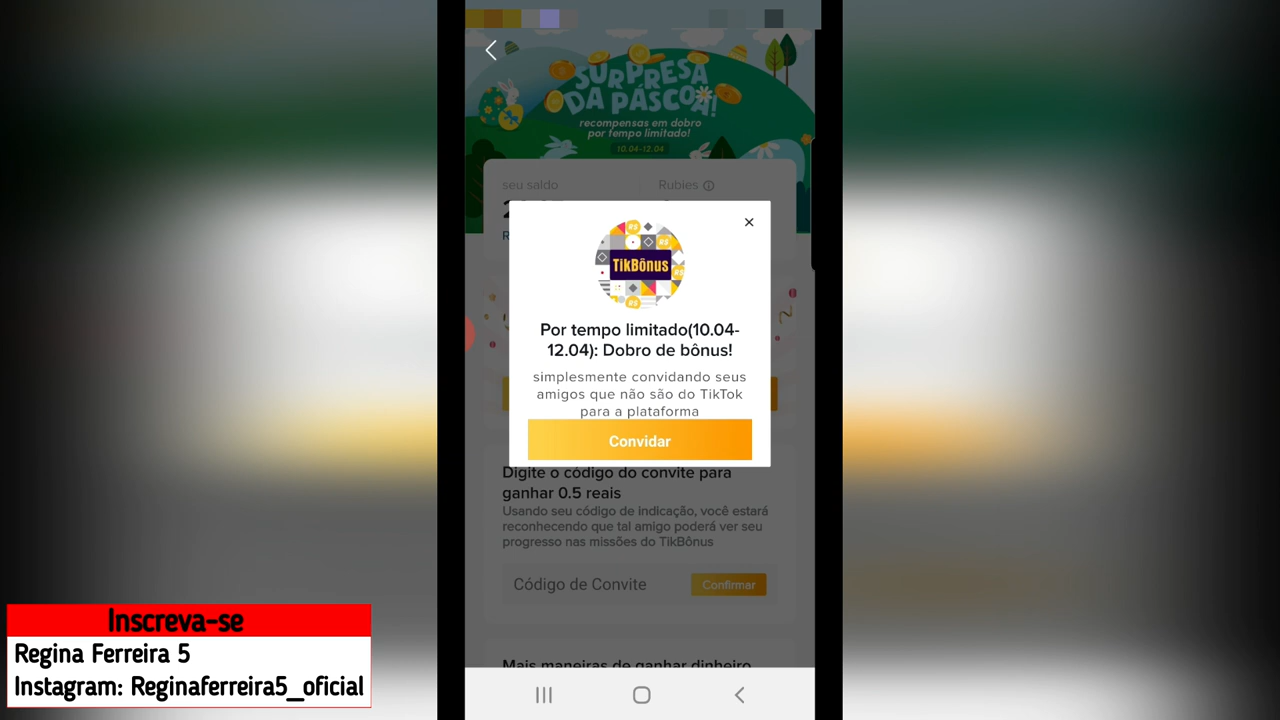 SURPRESA
DA PÁSCOA!
recompensas em dobro
por tempo limitado!
10.04-12.04
seu saldo
Rubies
TikBônus
Por tempo limitado(10.04-
12.04): Dobro de bônus!
simplesmente convidando seus
amigos que não são do TikTok
para a plataforma
Convidar
Digite o código do convite para
ganhar 0.5 reais
Usando seu código de indicação, você estará
reconhecendo que tal amigo poderá ver seu
progresso nas missões do TikBônus
Código de Convite
Confirmar
Mais maneiras de ganhar dinheiro
Inscreva-se
Regina Ferreira 5
Instagram: Reginaferreira5_oficial